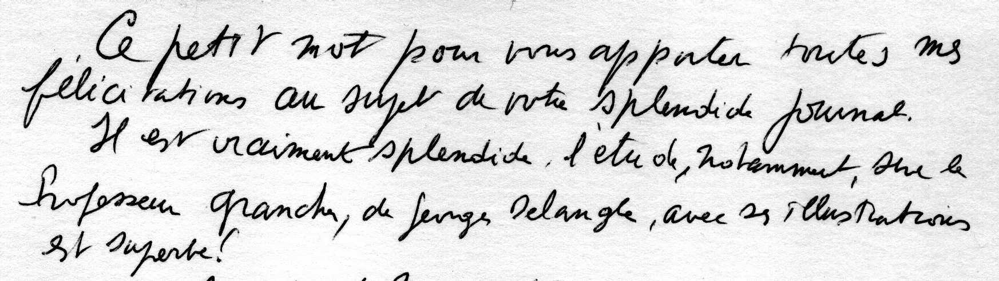 Ce petit mot pour vous apporter toutes mes
félicitations au sujet de votre splendide journal.
Il est vraiment splendide. l'étude, notamment, sur le
Professeur Grancher, de Georges Delangle, avec ses illustrations
est superbe!